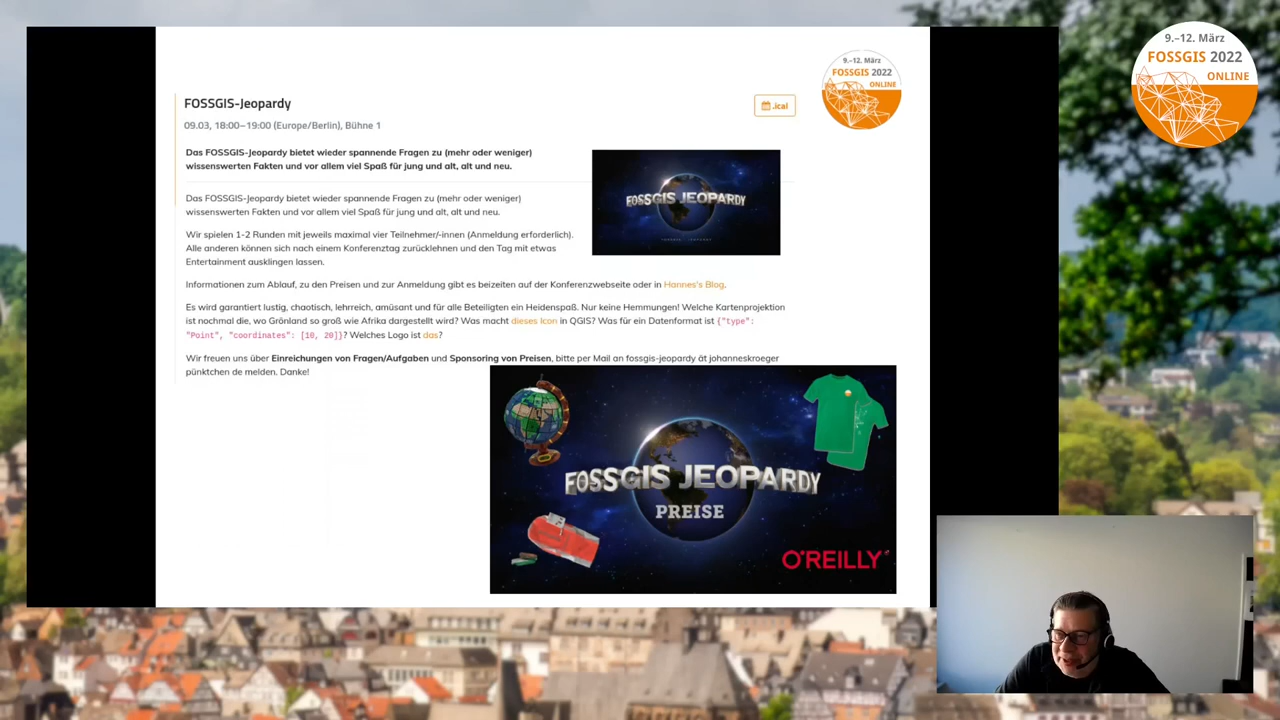 9.–12. März
FOSSGIS 2022
ONLINE
9.–12. März
FOSSGIS 2022
ONLINE
FOSSGIS-Jeopardy
.ical
09.03, 18:00–19:00 (Europe/Berlin), Bühne 1
Das FOSSGIS-Jeopardy bietet wieder spannende Fragen zu (mehr oder weniger)
wissenswerten Fakten und vor allem viel Spaß für jung und alt, alt und neu.
FOSSGIS JEOPARDY
Das FOSSGIS-Jeopardy bietet wieder spannende Fragen zu (mehr oder weniger)
wissenswerten Fakten und vor allem viel Spaß für jung und alt, alt und neu.
Wir spielen 1-2 Runden mit jeweils maximal vier Teilnehmer/-innen (Anmeldung erforderlich).
Alle anderen können sich nach einem Konferenztag zurücklehnen und den Tag mit etwas
Entertainment ausklingen lassen.
Informationen zum Ablauf, zu den Preisen und zur Anmeldung gibt es beizeiten auf der Konferenzwebseite oder in Hannes's Blog.
Es wird garantiert lustig, chaotisch, lehrreich, amüsant und für alle Beteiligten ein Heidenspaß. Nur keine Hemmungen! Welche Kartenprojektion
ist nochmal die, wo Grönland so groß wie Afrika dargestellt wird? Was macht dieses Icon in QGIS? Was für ein Datenformat ist {"type":
"Point", "coordinates": [10, 20]}? Welches Logo ist das?
Wir freuen uns über Einreichungen von Fragen/Aufgaben und Sponsoring von Preisen, bitte per Mail an fossgis-jeopardy ät johanneskroeger
pünktchen de melden. Danke!
FOSSGIS JEOPARDY
PREISE
O'REILLY